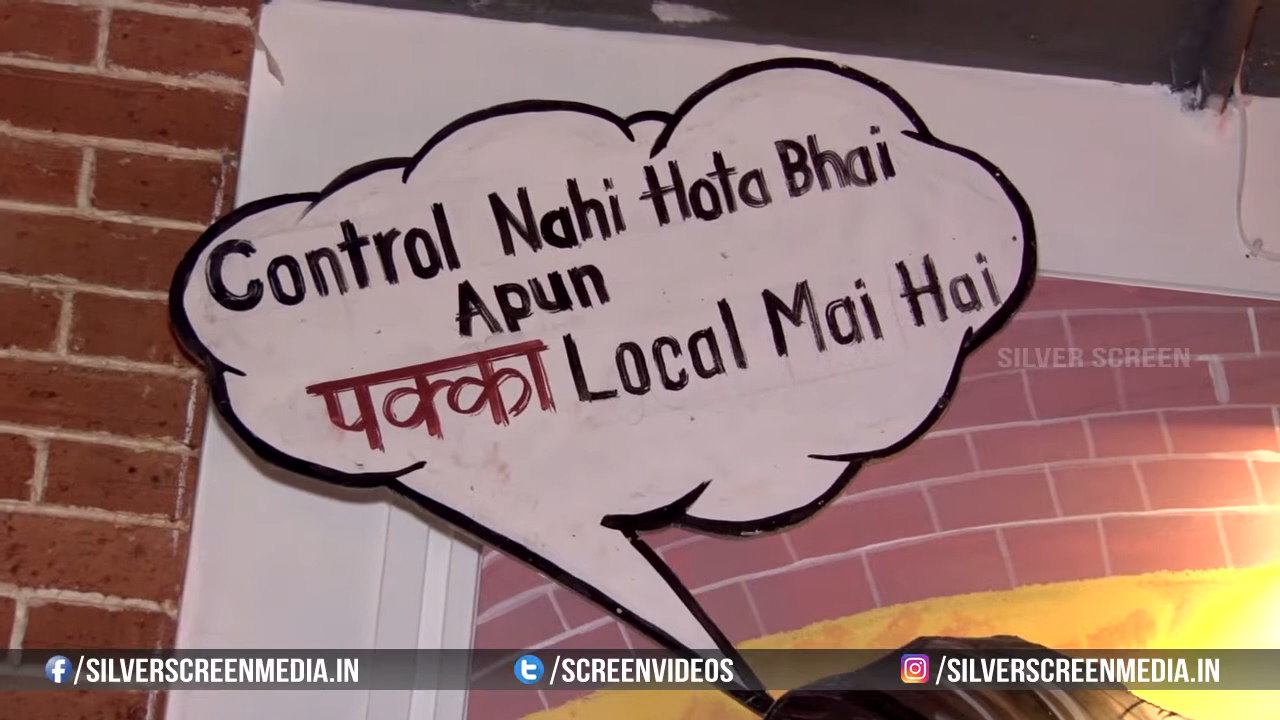 Control Nahi Hota Bhai
Apun
पक्का Local Mai Hai
SILVER SCREEN
/SILVERSCREENMEDIA.IN
/SCREENVIDEOS
/SILVERSCREENMEDIA.IN